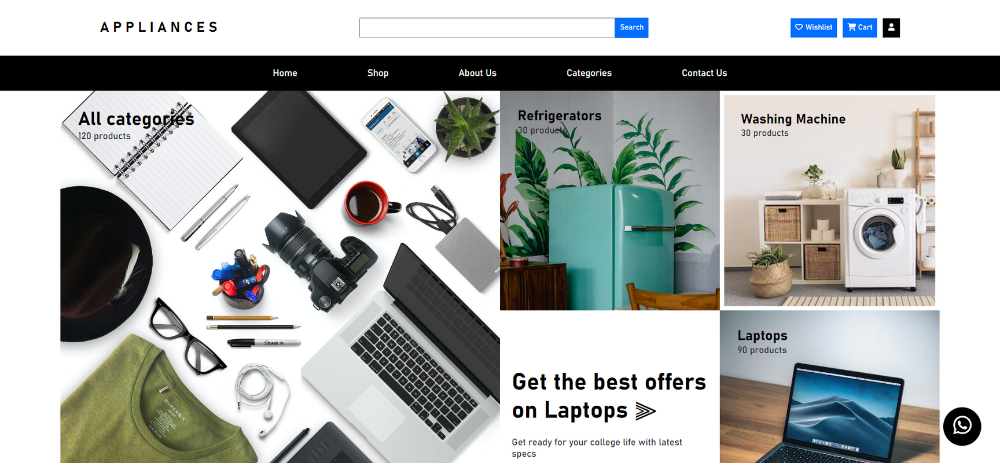 APPLIANCES
Search
Wishlist
Cart
Home
Shop
About Us
Categories
Contact Us
All categories
120 products
Refrigerators
30 products
Washing Machine
30 products
Laptops
90 products
Get the best offers
on Laptops
Get ready for your college life with latest
specs
Sharpie
SVPERBIA